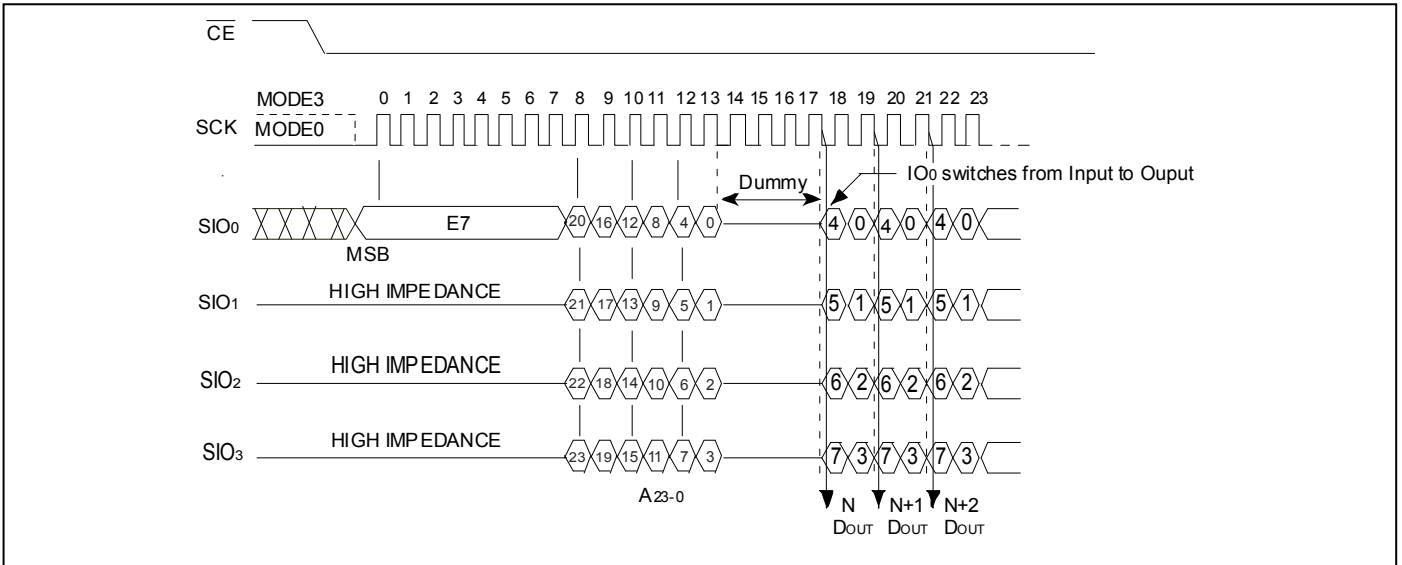 CE
MODE3 0 1 2 3 4 5 6 7 8 9 10 11 12 13 14 15 16 17 18 19 20 21 22 23
SCK MODE0
Dummy IO0 switches from Input to Ouput
SIO0 E7 20 16 12 8 4 0 4 0 4 0 4 0
MSB
SIO1 HIGH IMPEDANCE 21 17 13 9 5 1 5 1 5 1 5 1
SIO2 HIGH IMPEDANCE 22 18 14 10 6 2 6 2 6 2 6 2
SIO3 HIGH IMPEDANCE 23 19 15 11 7 3 7 3 7 3 7 3
A23-0
N N+1 N+2
DOUT DOUT DOUT